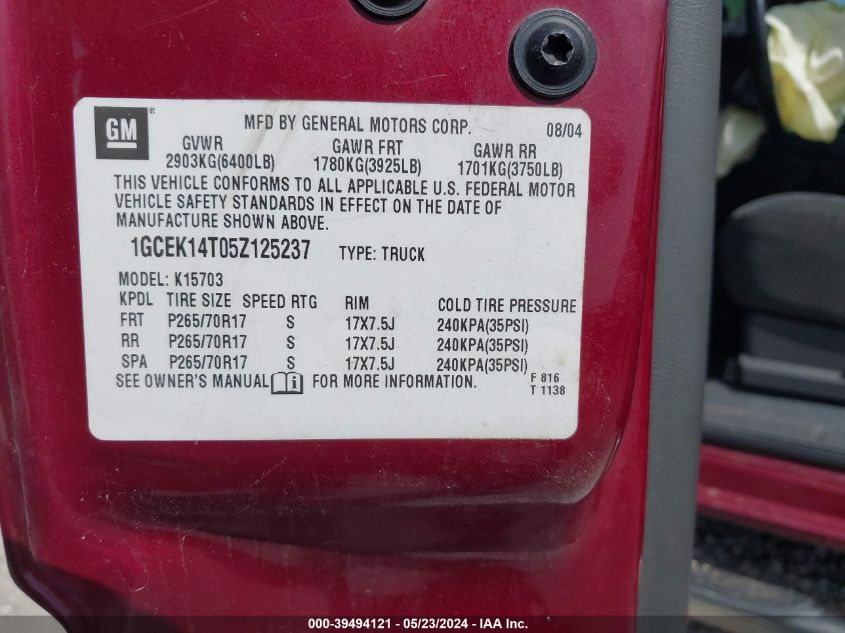 GM
®
MFD BY GENERAL MOTORS CORP. 08/04
GVWR GAWR FRT GAWR RR
2903KG(6400LB) 1780KG(3925LB) 1701KG(3750LB)
THIS VEHICLE CONFORMS TO ALL APPLICABLE U.S. FEDERAL MOTOR
VEHICLE SAFETY STANDARDS IN EFFECT ON THE DATE OF
MANUFACTURE SHOWN ABOVE.
1GCEK14T05Z125237 TYPE: TRUCK
MODEL: K15703
KPDL TIRE SIZE SPEED RTG RIM COLD TIRE PRESSURE
FRT P265/70R17 S 17X7.5J 240KPA(35PSI)
RR P265/70R17 S 17X7.5J 240KPA(35PSI)
SPA P265/70R17 S 17X7.5J 240KPA(35PSI)
SEE OWNER'S MANUAL i FOR MORE INFORMATION. F 816
T 1138
000-39494121 - 05/23/2024 - IAA Inc.